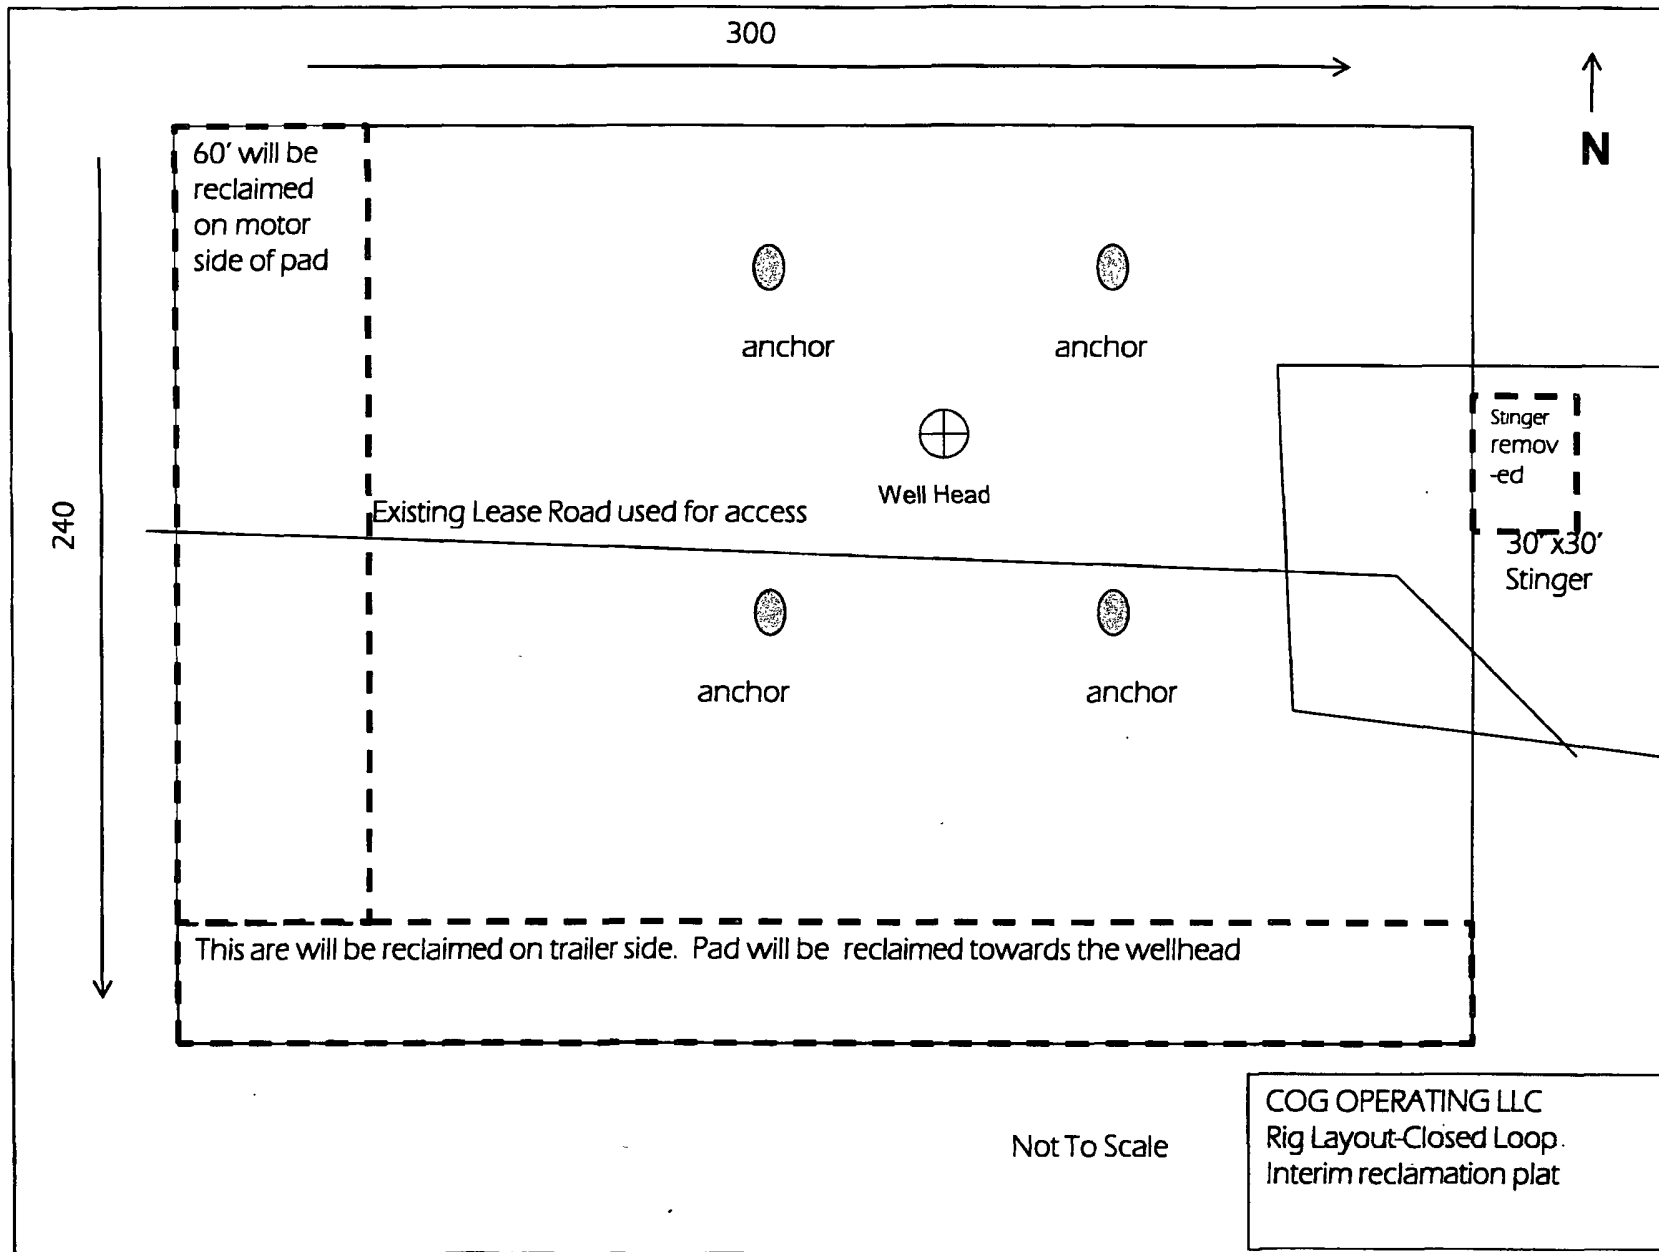 300
N
60' will be
reclaimed
on motor
side of pad
anchor
anchor
Stinger
remov
-ed
Well Head
Existing Lease Road used for access
240
30'x30'
Stinger
anchor
anchor
This are will be reclaimed on trailer side. Pad will be reclaimed towards the wellhead
Not To Scale
COG OPERATING LLC
Rig Layout-Closed Loop.
Interim reclamation plat